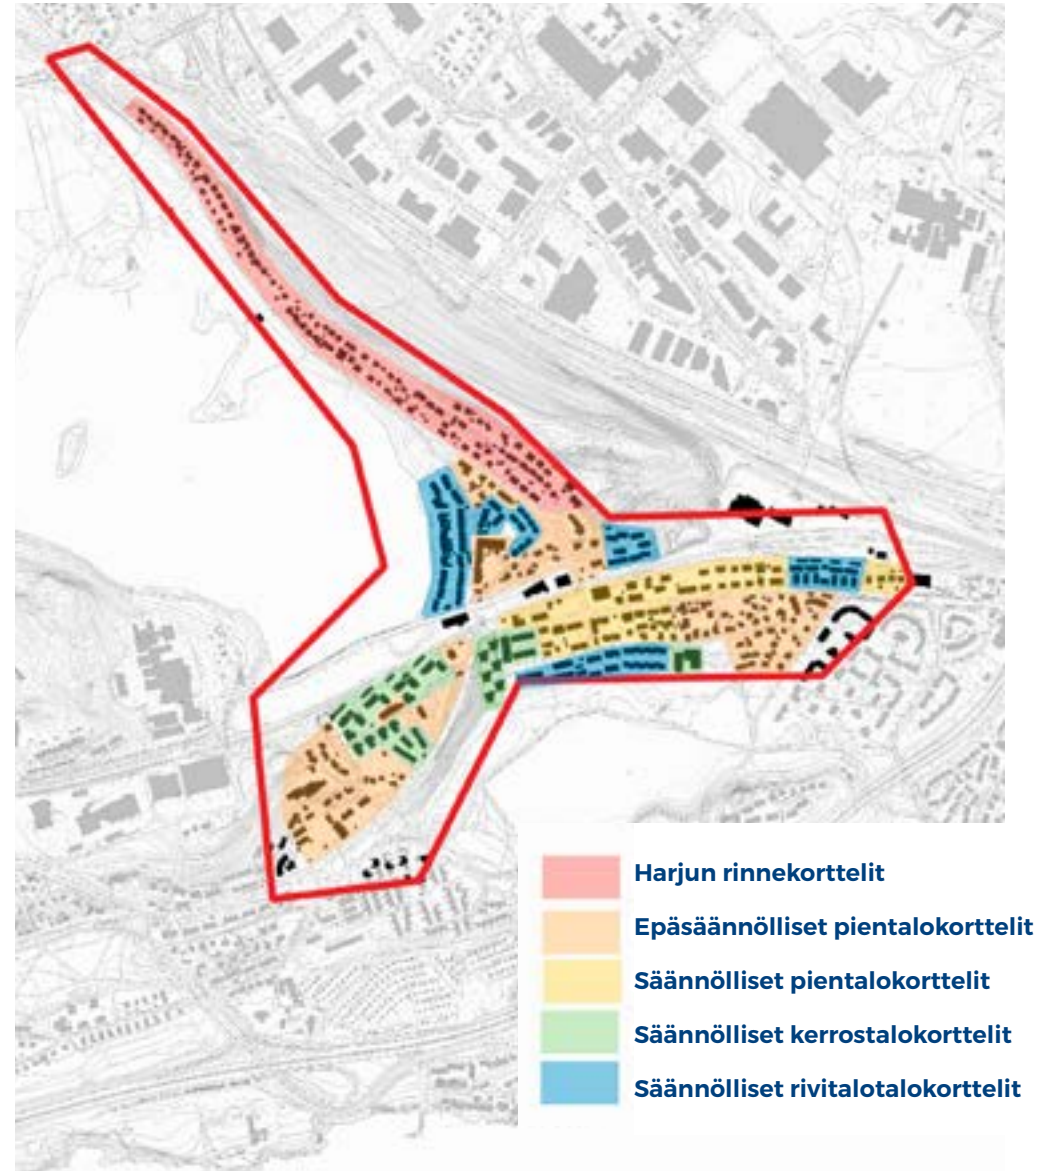 Harjun rinnekorttelit
Epäsäännölliset pientalokorttelit
Säännölliset pientalokorttelit
Säännölliset kerrostalokorttelit
Säännölliset rivitalotalokorttelit